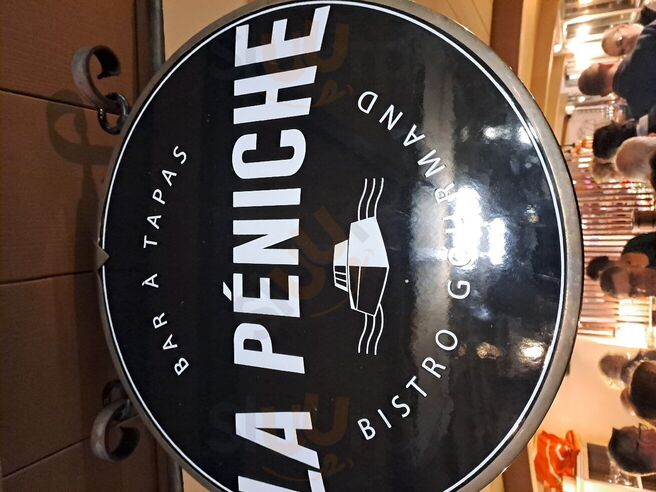 BAR À TAPAS
LA PÉNICHE
BISTRO GOURMAND